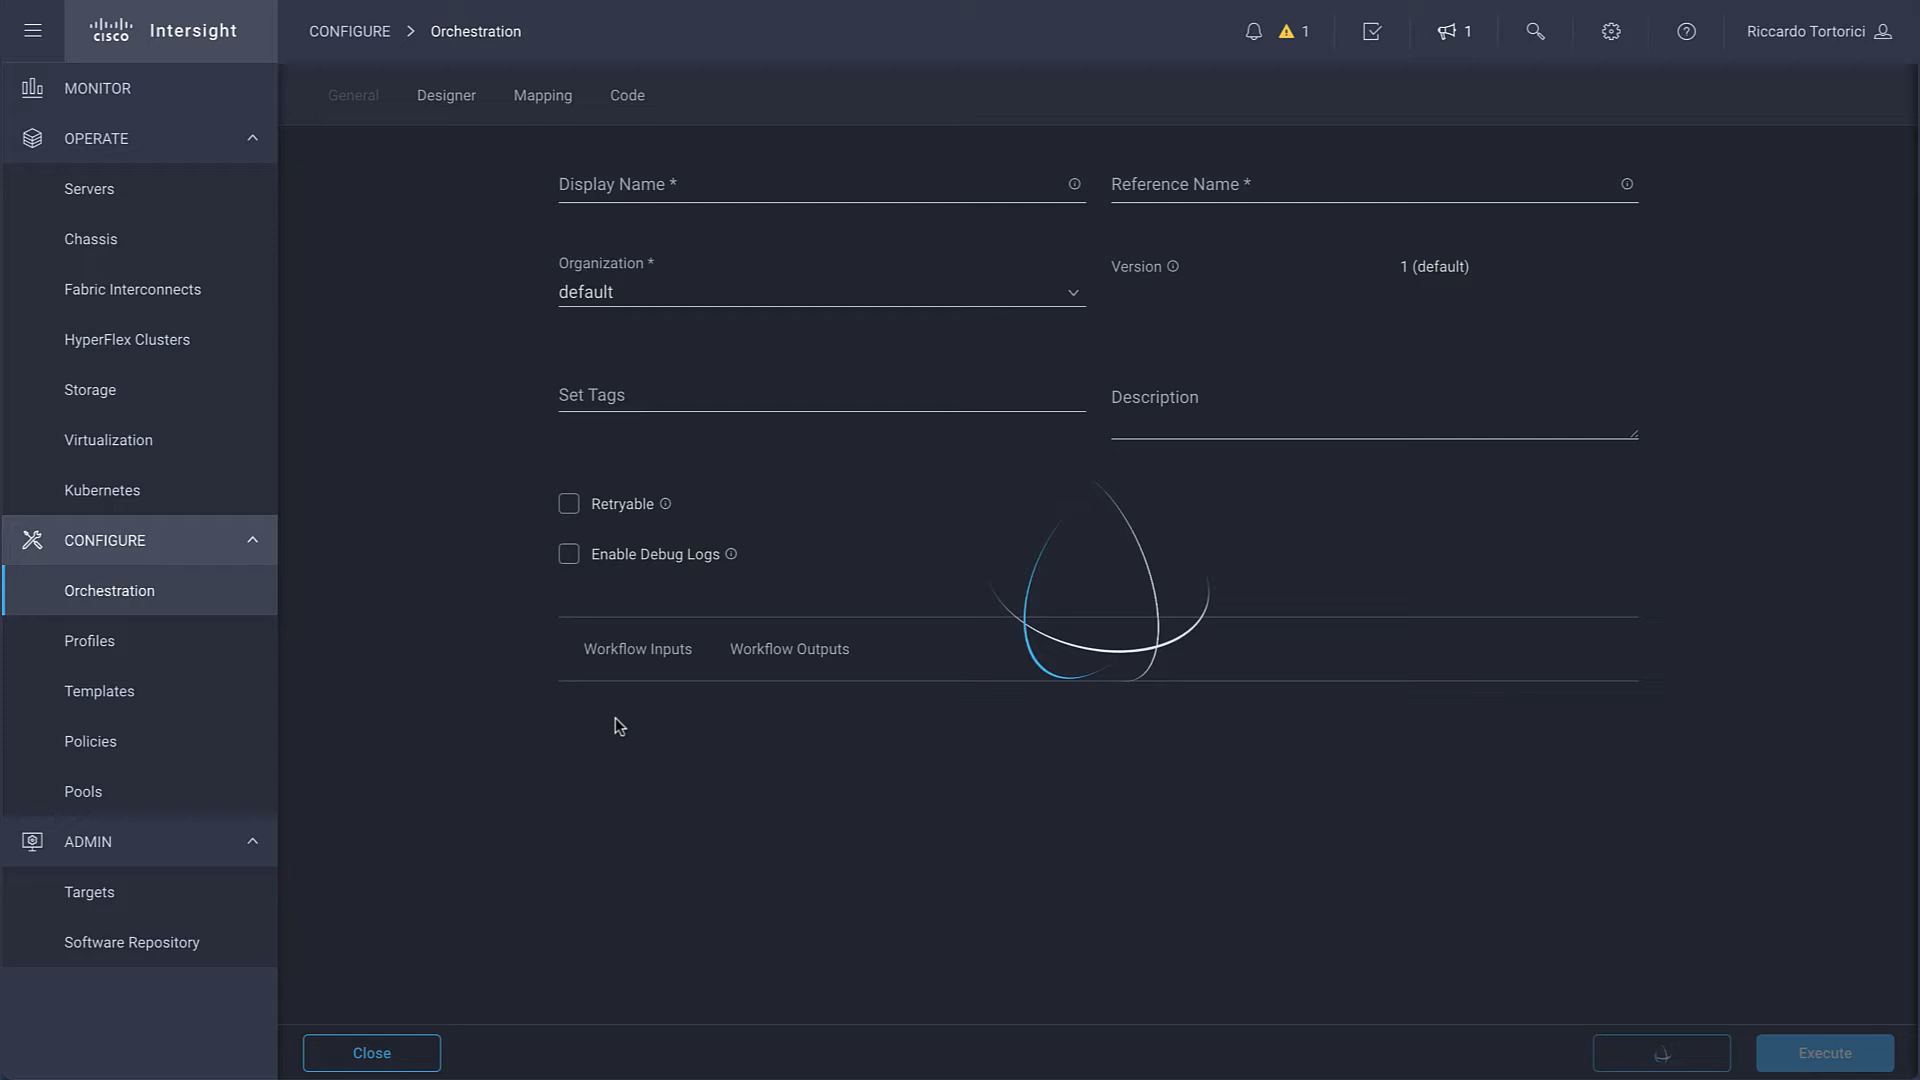 CISCO Intersight
CONFIGURE > Orchestration
1
1
Riccardo Tortorici
MONITOR
OPERATE
Servers
Chassis
Fabric Interconnects
HyperFlex Clusters
Storage
Virtualization
Kubernetes
CONFIGURE
Orchestration
Profiles
Templates
Policies
Pools
ADMIN
Targets
Software Repository
General Designer Mapping Code
Display Name *
Reference Name *
Organization *
default
Version 1 (default)
Set Tags
Description
Retryable
Enable Debug Logs
Workflow Inputs Workflow Outputs
Close
Execute